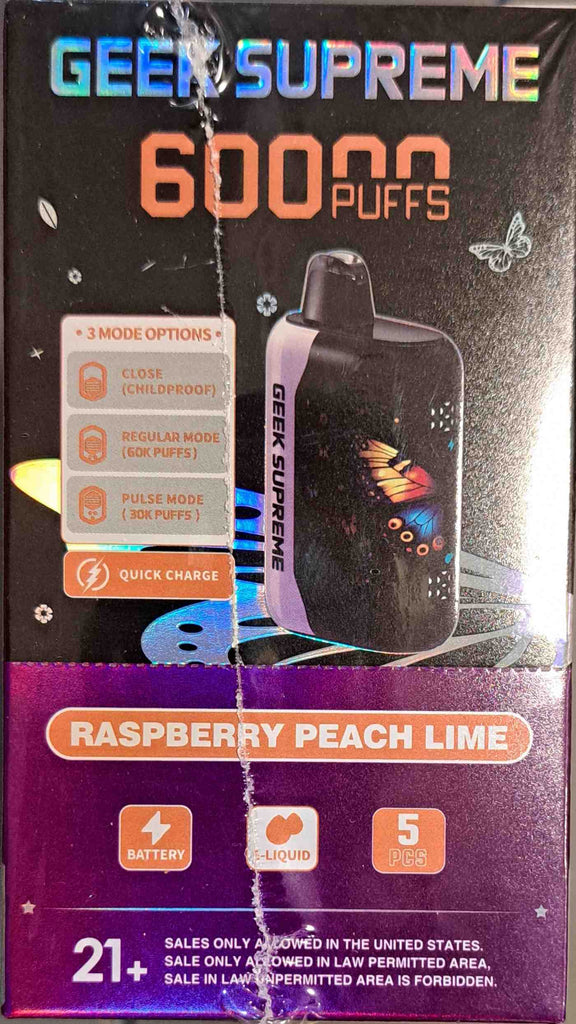 GEEK SUPREME
60000
PUFFS
• 3 MODE OPTIONS •
CLOSE
(CHILDPROOF)
REGULAR MODE
(60K PUFFS)
PULSE MODE
( 30K PUFFS )
QUICK CHARGE
GEEK SUPREME
RASPBERRY PEACH LIME
BATTERY
E-LIQUID
5
PCS
21+
SALES ONLY ALLOWED IN THE UNITED STATES.
SALE ONLY ALLOWED IN LAW PERMITTED AREA,
SALE IN LAW UNPERMITTED AREA IS FORBIDDEN.